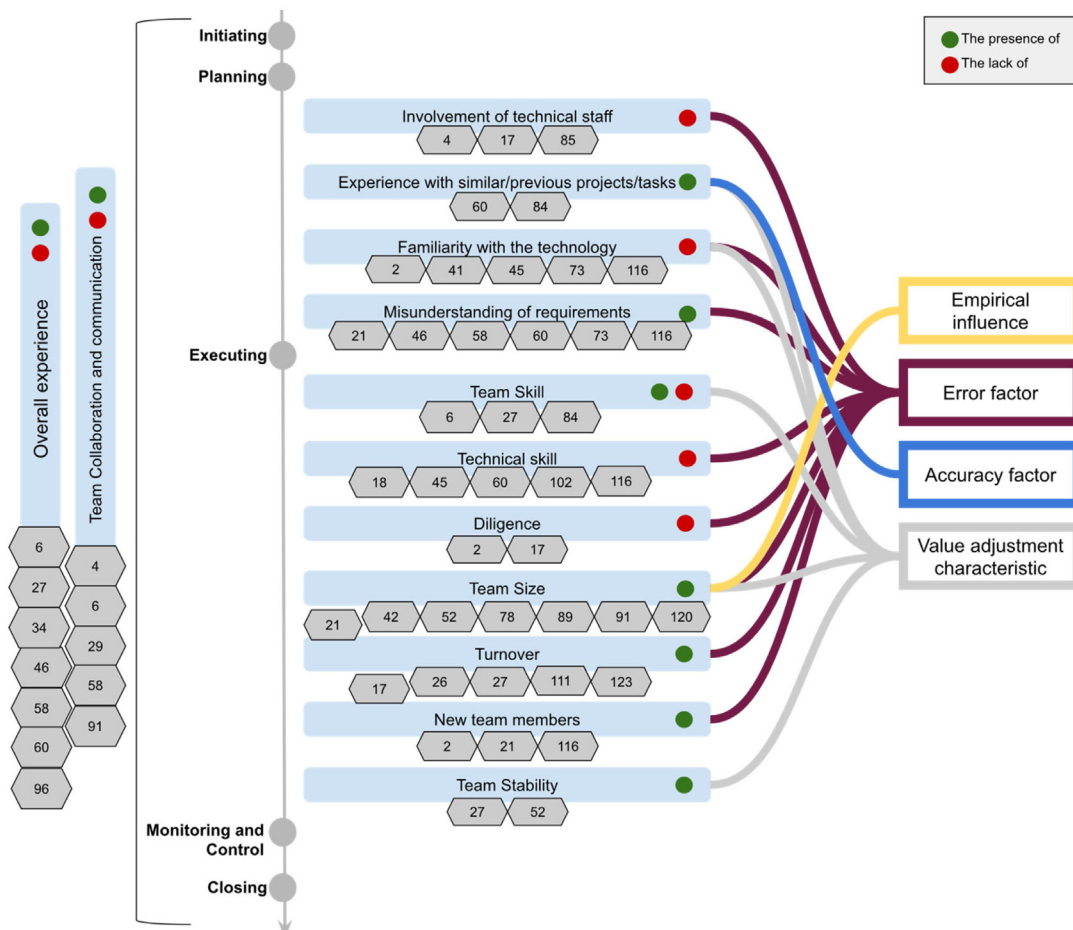 Initiating
Planning
Executing
Monitoring and
Control
Closing
The presence of
The lack of
Overall experience
6
27
34
46
58
60
96
Team Collaboration and communication
4
6
29
58
91
Involvement of technical staff
4 17 85
Experience with similar/previous projects/tasks
60 84
Familiarity with the technology
2 41 45 73 116
Misunderstanding of requirements
21 46 58 60 73 116
Team Skill
6 27 84
Technical skill
18 45 60 102 116
Diligence
2 17
Team Size
21 42 52 78 89 91 120
Turnover
17 26 27 111 123
New team members
2 21 116
Team Stability
27 52
Empirical
influence
Error factor
Accuracy factor
Value adjustment
characteristic